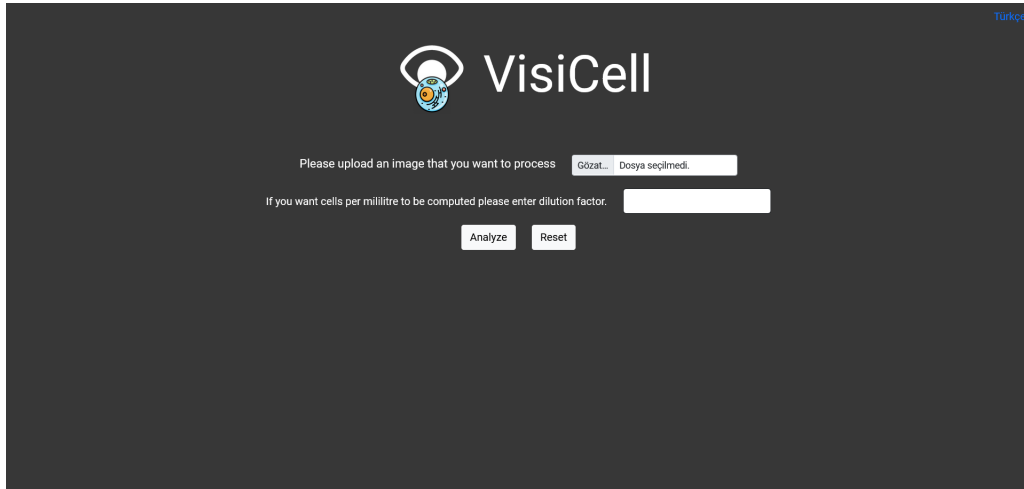 Türkçe
VisiCell
Please upload an image that you want to process Gözat... Dosya seçilmedi.
If you want cells per mililitre to be computed please enter dilution factor.
Analyze Reset